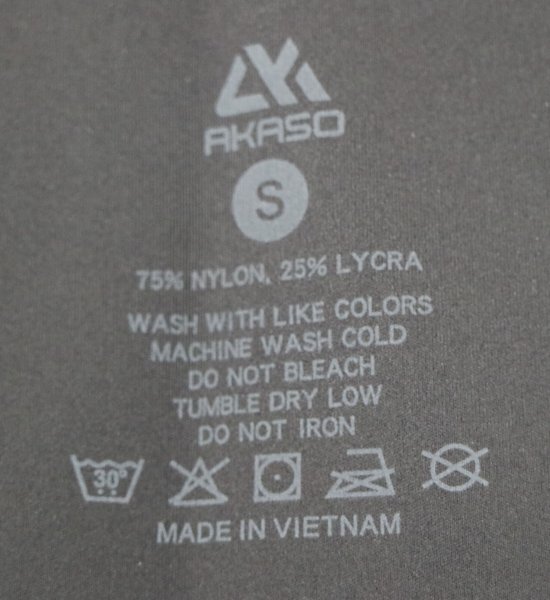 AKASO
S
75% NYLON, 25% LYCRA
WASH WITH LIKE COLORS
MACHINE WASH COLD
DO NOT BLEACH
TUMBLE DRY LOW
DO NOT IRON
30°
MADE IN VIETNAM